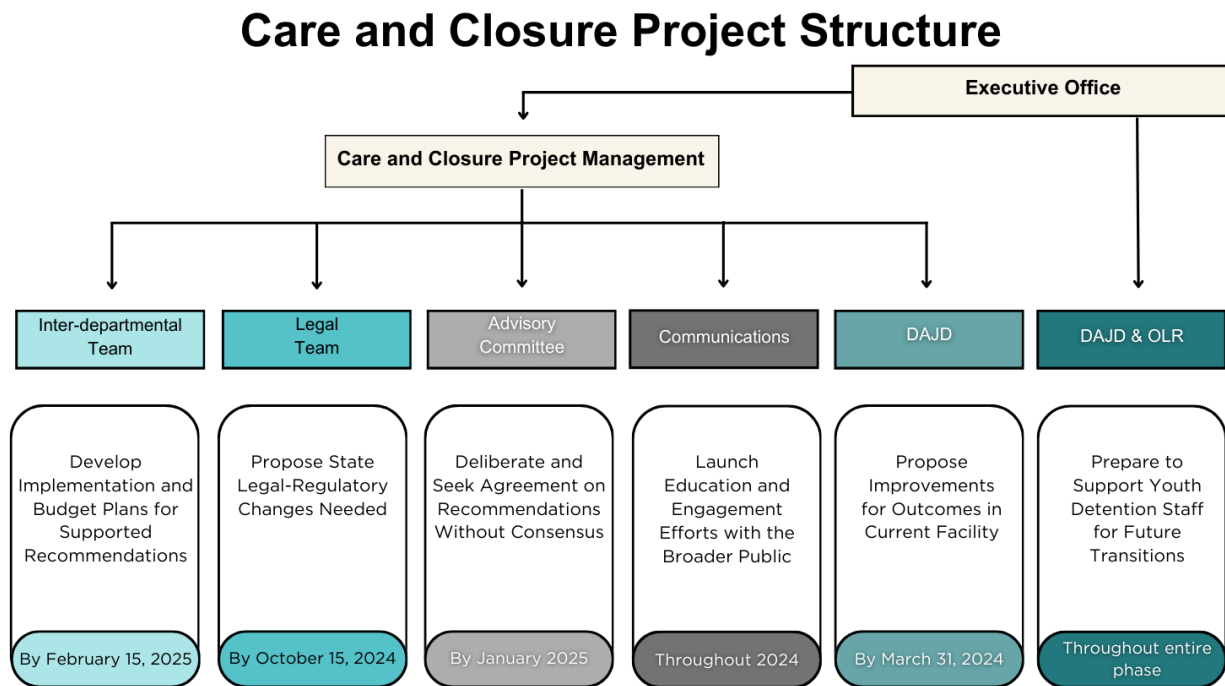 Care and Closure Project Structure
Executive Office
Care and Closure Project Management
Inter-departmental
Team
Legal
Team
Advisory
Committee
Communications
DAJD
DAJD & OLR
Develop
Implementation and
Budget Plans for
Supported
Recommendations
Propose State
Legal-Regulatory
Changes Needed
Deliberate and
Seek Agreement on
Recommendations
Without Consensus
Launch
Education and
Engagement
Efforts with the
Broader Public
Propose
Improvements
for Outcomes in
Current Facility
Prepare to
Support Youth
Detention Staff
for Future
Transitions
By February 15, 2025
By October 15, 2024
By January 2025
Throughout 2024
By March 31, 2024
Throughout entire
phase